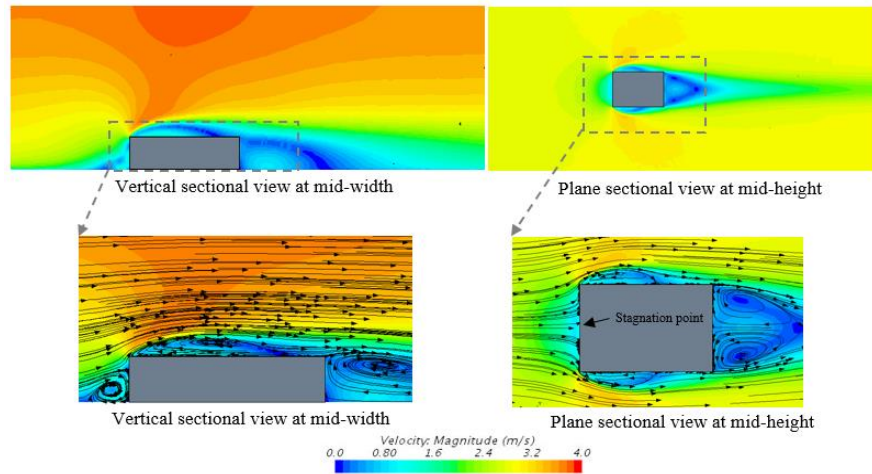 Vertical sectional view at mid-width
Plane sectional view at mid-height
Stagnation point
Vertical sectional view at mid-width
Plane sectional view at mid-height
Velocity: Magnitude (m/s)
0.0 0.80 1.6 2.4 3.2 4.0